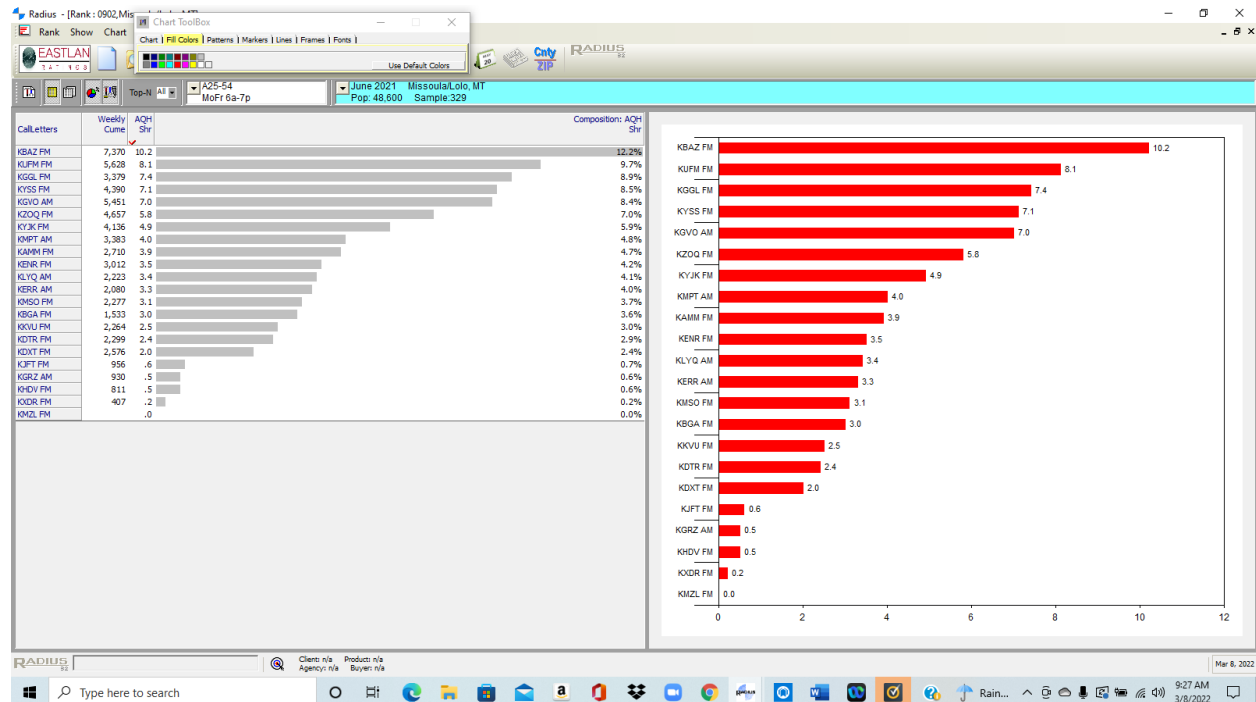 Radius - [Rank : 0902,Mis
Chart ToolBox
Rank Show Chart
Chart | Fill Colors | Patterns | Markers | Lines | Frames | Fonts |
EASTLAN
Use Default Colors
20
Cnty
ZIP
RADIUS
Top-N All
A25-54
MoFr 6a-7p
June 2021 Missoula/Lolo, MT
Pop: 48,600 Sample:329
CallLetters Weekly Cume AQH Shr Composition: AQH Shr
KBAZ FM 7,370 10.2 12.2%
KUFM FM 5,628 8.1 9.7%
KGGL FM 3,379 7.4 8.9%
KYSS FM 4,390 7.1 8.5%
KGVO AM 5,451 7.0 8.4%
KZOQ FM 4,657 5.8 7.0%
KYJK FM 4,136 4.9 5.9%
KMPT AM 3,383 4.0 4.8%
KAMM FM 2,710 3.9 4.7%
KENR FM 3,012 3.5 4.2%
KLYQ AM 2,223 3.4 4.1%
KERR AM 2,080 3.3 4.0%
KMSO FM 2,277 3.1 3.7%
KBGA FM 1,533 3.0 3.6%
KKVU FM 2,264 2.5 3.0%
KDTR FM 2,299 2.4 2.9%
KDXT FM 2,576 2.0 2.4%
KJFT FM 956 .6 0.7%
KGRZ AM 930 .5 0.6%
KHDV FM 811 .5 0.6%
KXDR FM 407 .2 0.2%
KMZL FM .0 0.0%
KBAZ FM 10.2
KUFM FM 8.1
KGGL FM 7.4
KYSS FM 7.1
KGVO AM 7.0
KZOQ FM 5.8
KYJK FM 4.9
KMPT AM 4.0
KAMM FM 3.9
KENR FM 3.5
KLYQ AM 3.4
KERR AM 3.3
KMSO FM 3.1
KBGA FM 3.0
KKVU FM 2.5
KDTR FM 2.4
KDXT FM 2.0
KJFT FM 0.6
KGRZ AM 0.5
KHDV FM 0.5
KXDR FM 0.2
KMZL FM 0.0
0 2 4 6 8 10 12
RADIUS
Client: n/a Product: n/a
Agency: n/a Buyer: n/a
Mar 8, 2022
Type here to search
Rain...
9:27 AM
3/8/2022